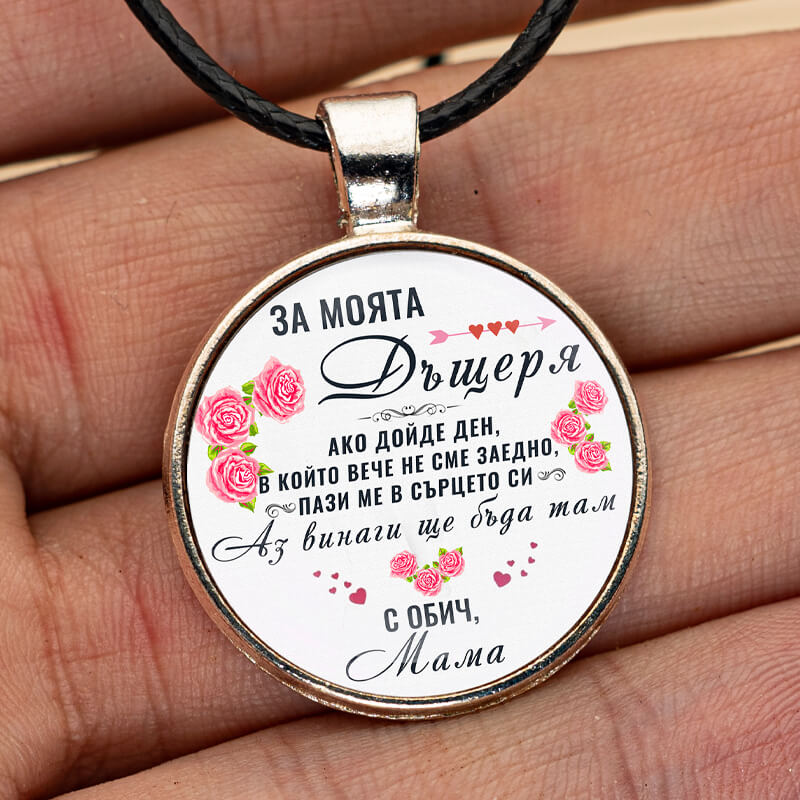 ЗА МОЯТА
Дъщеря
АКО ДОЙДЕ ДЕН,
В КОЙТО ВЕЧЕ НЕ СМЕ ЗАЕДНО,
ПАЗИ МЕ В СЪРЦЕТО СИ
Аз винаги ще бъда там
С ОБИЧ,
Мама